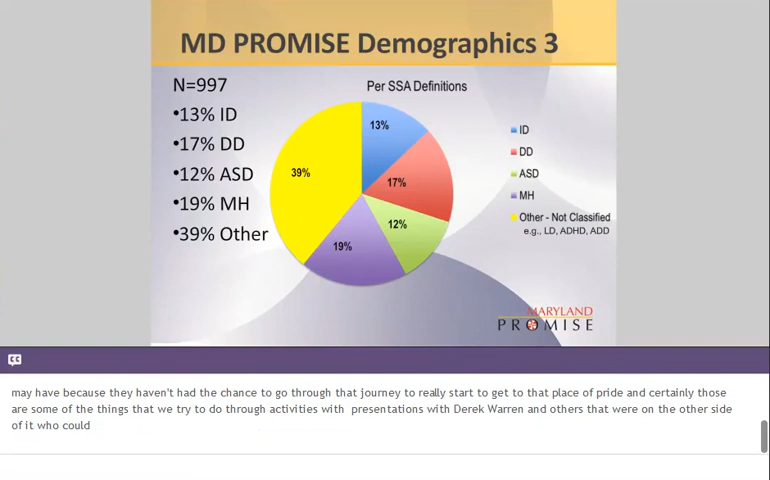 MD PROMISE Demographics 3
N=997
•13% ID
•17% DD
•12% ASD
•19% MH
•39% Other
Per SSA Definitions
13%
17%
12%
19%
39%
ID
DD
ASD
MH
Other - Not Classified
e.g., LD, ADHD, ADD
MARYLAND
PROMISE
CC
may have because they haven't had the chance to go through that journey to really start to get to that place of pride and certainly those
are some of the things that we try to do through activities with presentations with Derek Warren and others that were on the other side
of it who could